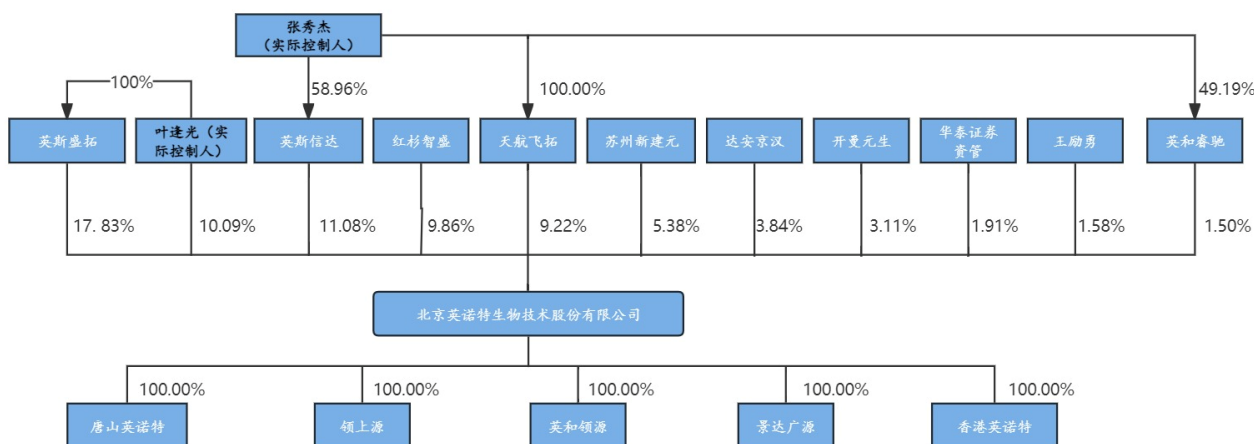 张秀杰
（实际控制人）
100%
58.96%
100.00%
49.19%
英斯盛拓
叶逢光（实
际控制人）
英斯信达
红杉智盛
天航飞拓
苏州新建元
达安京汉
开曼元生
华泰证券
资管
王励勇
英和睿驰
17. 83%
10.09%
11.08%
9.86%
9.22%
5.38%
3.84%
3.11%
1.91%
1.58%
1.50%
北京英诺特生物技术股份有限公司
100.00%
100.00%
100.00%
100.00%
100.00%
唐山英诺特
领上源
英和领源
景达广源
香港英诺特